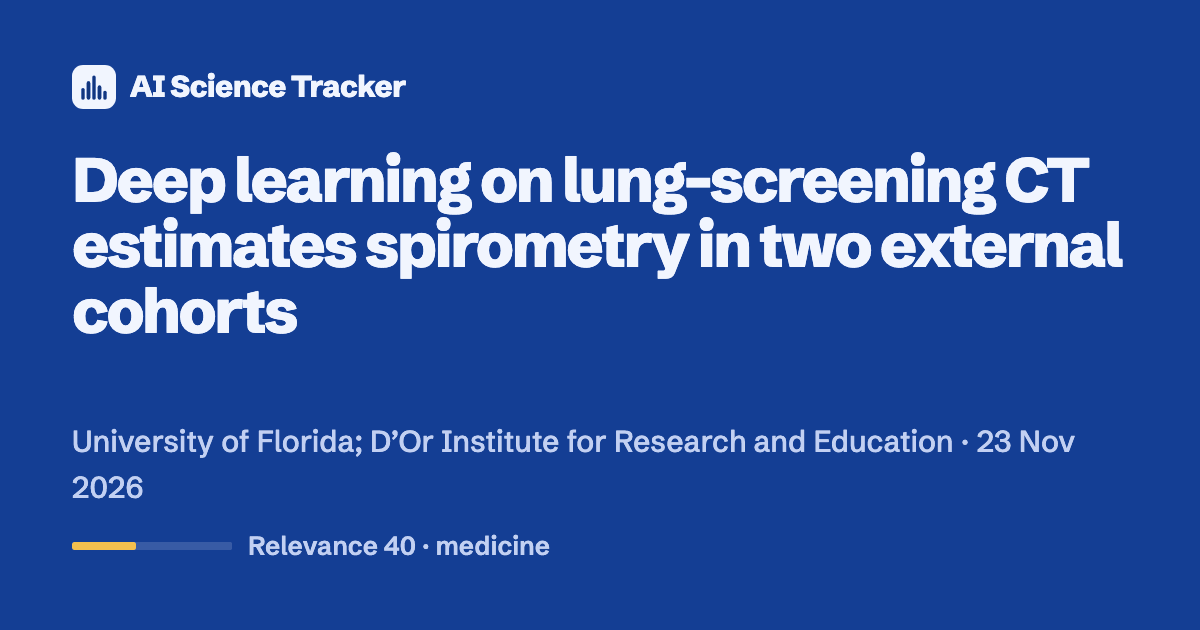 AI Science Tracker
Deep learning on lung-screening CT
estimates spirometry in two external
cohorts
University of Florida; D’Or Institute for Research and Education · 23 Nov
2026
Relevance 40 · medicine